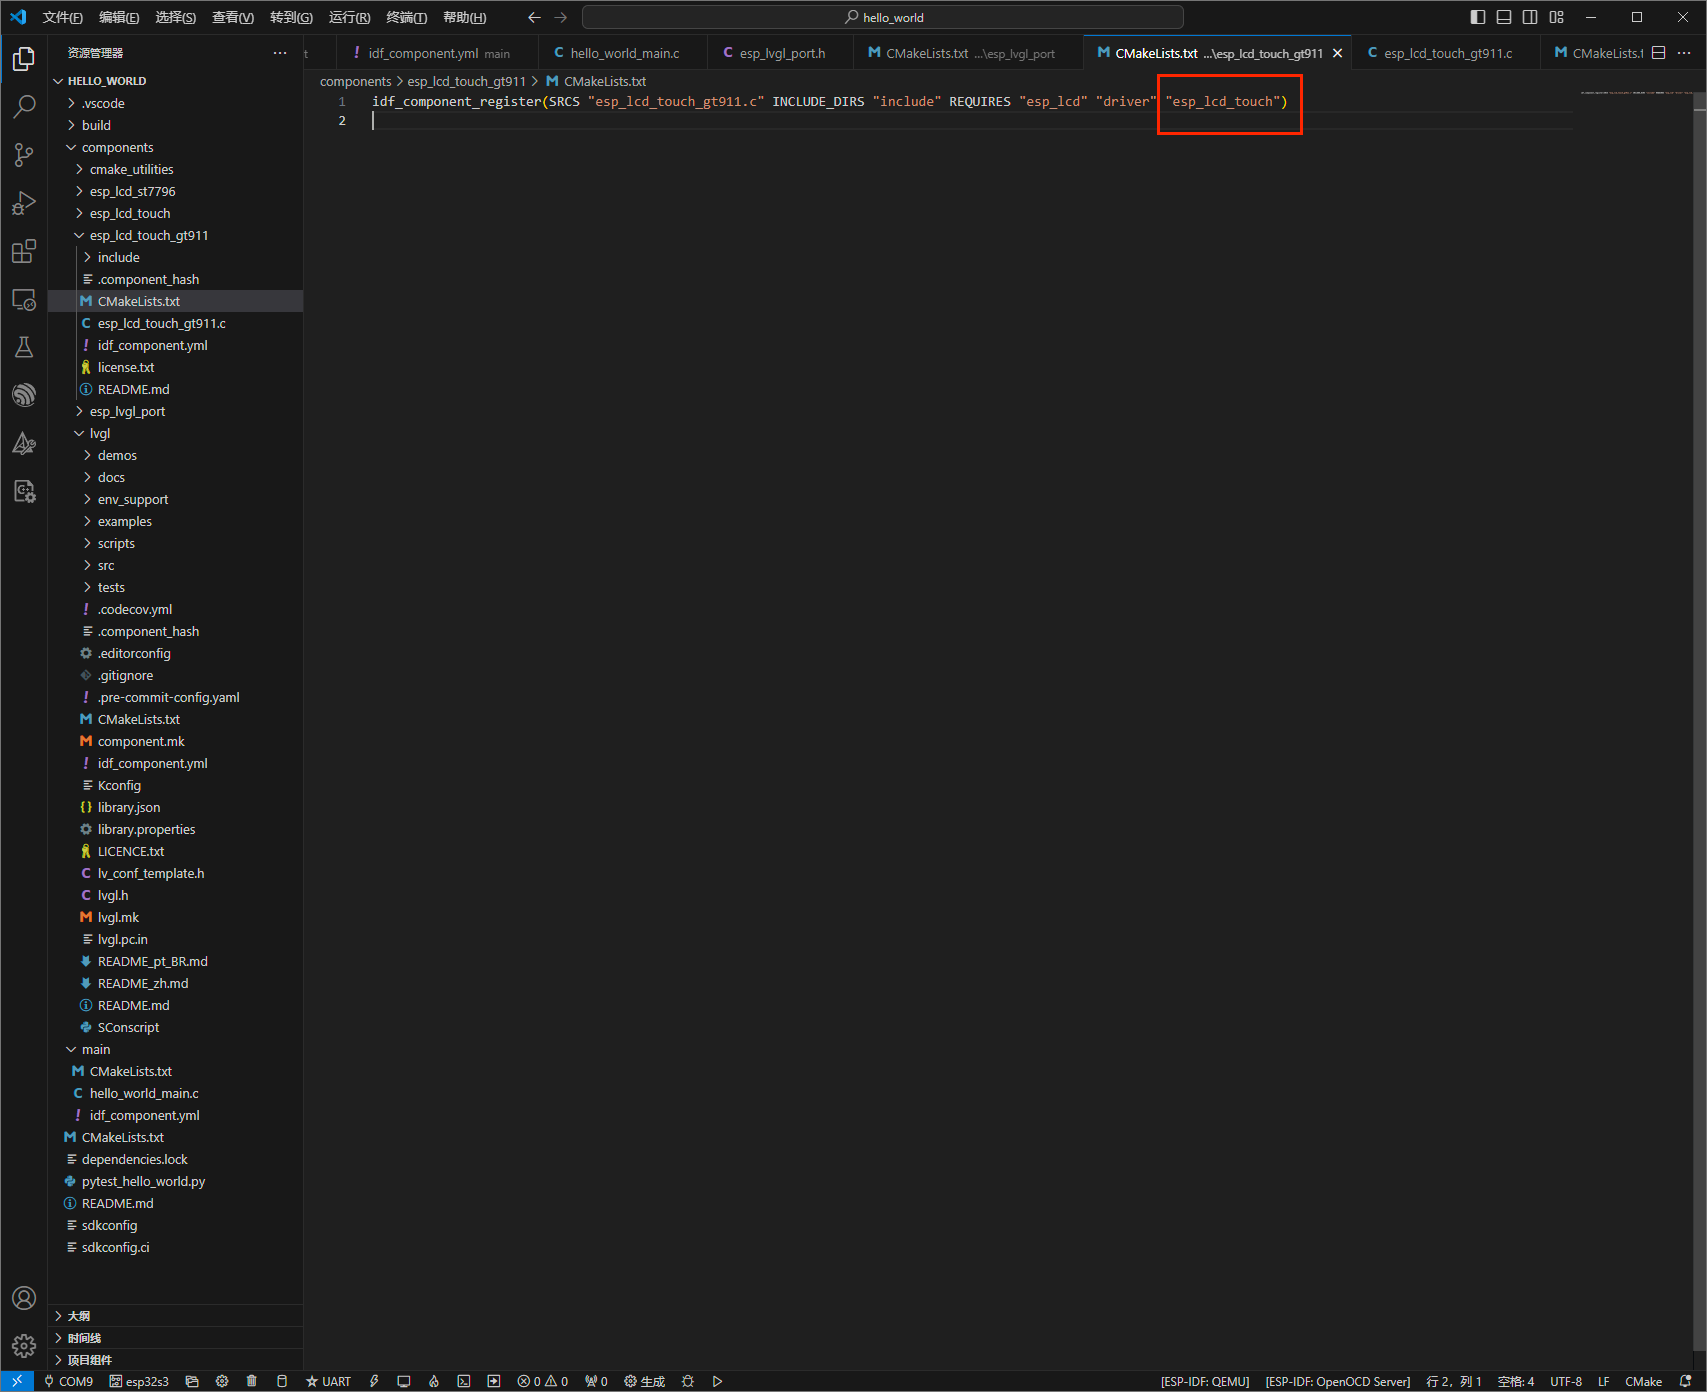 文件(F) 编辑(E) 选择(S) 查看(V) 转到(G) 运行(R) 终端(T) 帮助(H) hello_world
资源管理器
idf_component.yml main
hello_world_main.c
esp_lvgl_port.h
CMakeLists.txt ...\esp_lvgl_port
CMakeLists.txt ...\esp_lcd_touch_gt911
esp_lcd_touch_gt911.c
CMakeLists.t
components > esp_lcd_touch_gt911 > CMakeLists.txt
1 idf_component_register(SRCS "esp_lcd_touch_gt911.c" INCLUDE_DIRS "include" REQUIRES "esp_lcd" "driver" "esp_lcd_touch")
2
HELLO_WORLD
.vscode
build
components
cmake_utilities
esp_lcd_st7796
esp_lcd_touch
esp_lcd_touch_gt911
include
.component_hash
CMakeLists.txt
esp_lcd_touch_gt911.c
idf_component.yml
license.txt
README.md
esp_lvgl_port
lvgl
demos
docs
env_support
examples
scripts
src
tests
.codecov.yml
.component_hash
.editorconfig
.gitignore
.pre-commit-config.yaml
CMakeLists.txt
component.mk
idf_component.yml
Kconfig
library.json
library.properties
LICENCE.txt
lv_conf_template.h
lvgl.h
lvgl.mk
lvgl.pc.in
README_pt_BR.md
README_zh.md
README.md
SConscript
main
CMakeLists.txt
hello_world_main.c
idf_component.yml
CMakeLists.txt
dependencies.lock
pytest_hello_world.py
README.md
sdkconfig
sdkconfig.ci
大纲
时间线
项目组件
COM9 esp32s3 UART 0 0 0 生成 [ESP-IDF: QEMU] [ESP-IDF: OpenOCD Server] 行 2，列 1 空格: 4 UTF-8 LF CMake